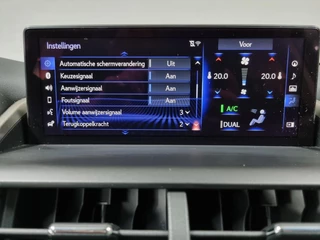 Instellingen
Automatische schermverandering Uit
Keuzesignaal Aan
Aanwijzersignaal Aan
Foutsignaal Aan
Volume aanwijzersignaal 3
Terugkoppelkracht 2
Voor
20.0 20.0
A/C
DUAL